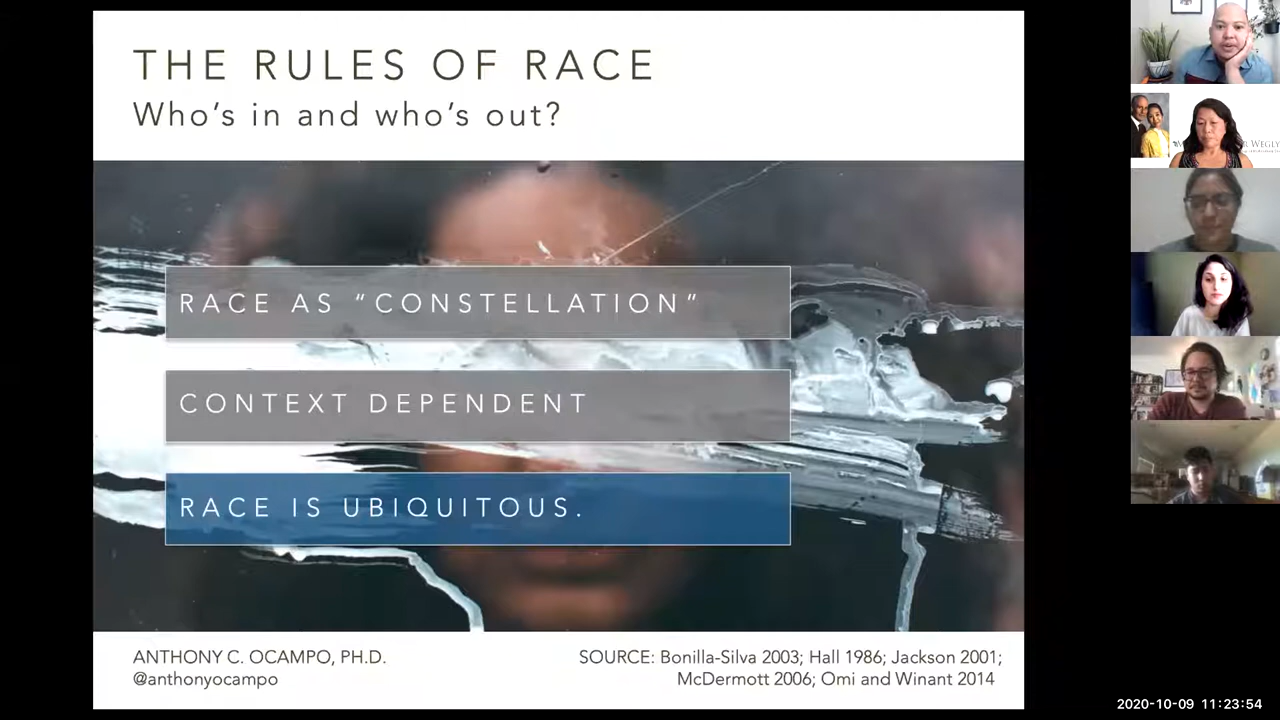 THE RULES OF RACE
Who's in and who's out?
RACE AS “CONSTELLATION“
CONTEXT DEPENDENT
RACE IS UBIQUITOUS.
ANTHONY C. OCAMPO, PH.D.
@anthonyocampo
SOURCE: Bonilla-Silva 2003; Hall 1986; Jackson 2001;
McDermott 2006; Omi and Winant 2014
2020-10-09 11:23:54